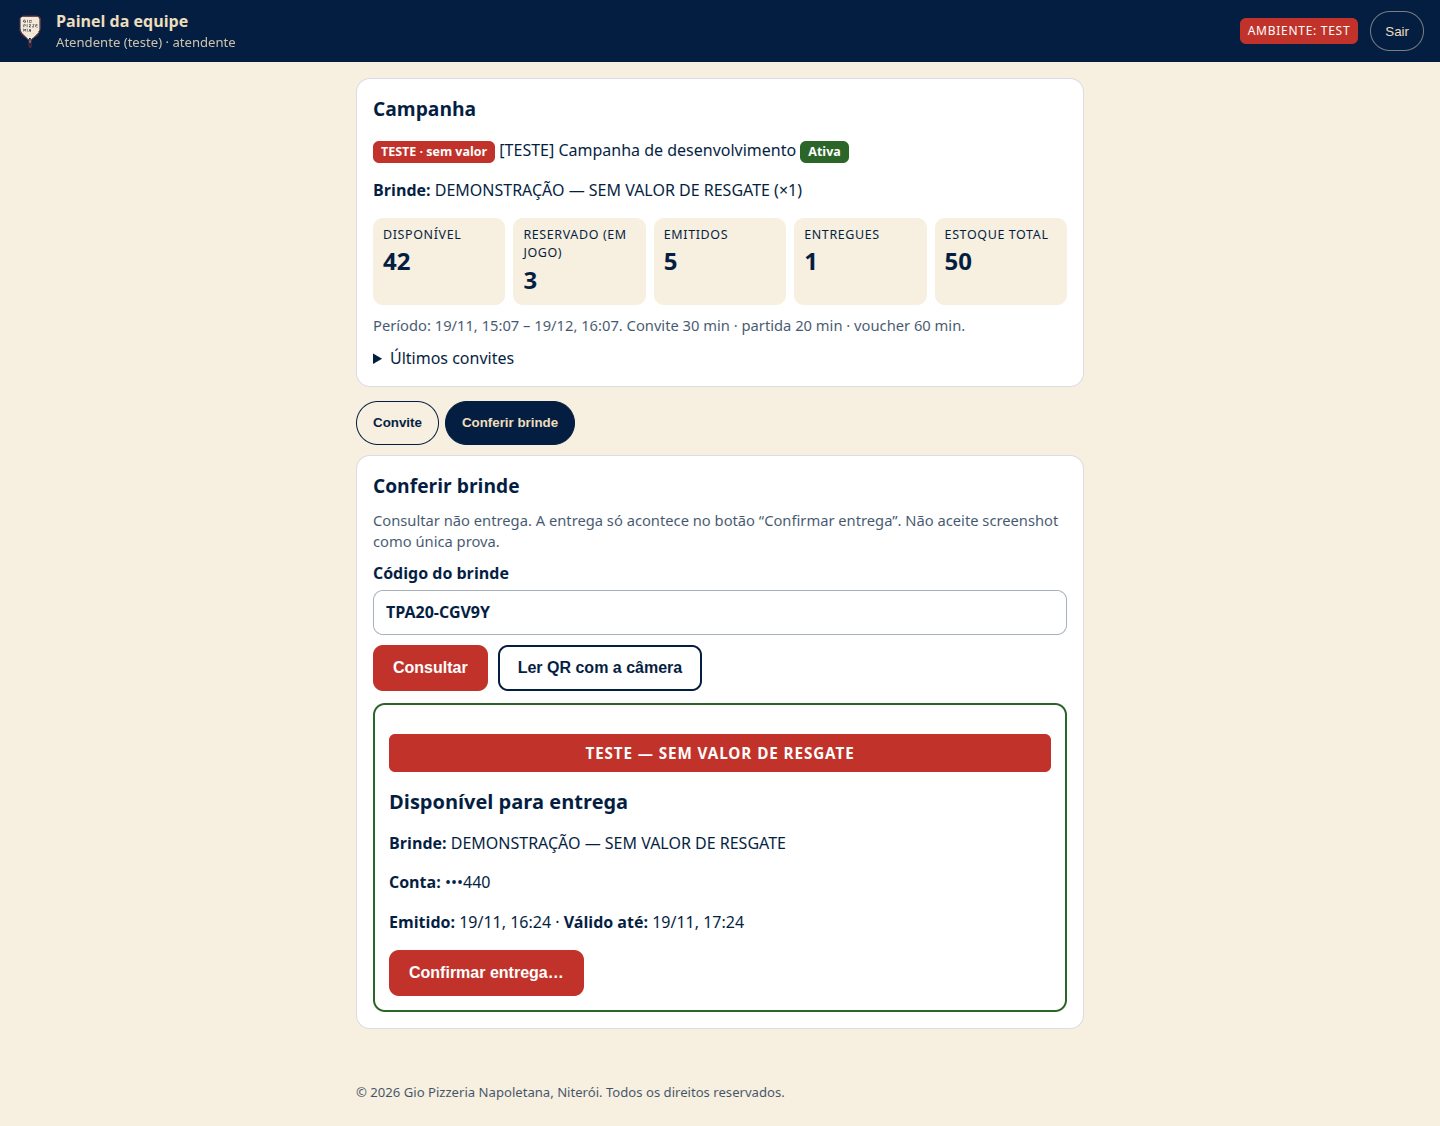 Painel da equipe
Atendente (teste) · atendente
AMBIENTE: TEST
Sair
Campanha
TESTE · sem valor [TESTE] Campanha de desenvolvimento Ativa
Brinde: DEMONSTRAÇÃO — SEM VALOR DE RESGATE (×1)
DISPONÍVEL
42
RESERVADO (EM
JOGO)
3
EMITIDOS
5
ENTREGUES
1
ESTOQUE TOTAL
50
Período: 19/11, 15:07 – 19/12, 16:07. Convite 30 min · partida 20 min · voucher 60 min.
Últimos convites
Convite
Conferir brinde
Conferir brinde
Consultar não entrega. A entrega só acontece no botão “Confirmar entrega”. Não aceite screenshot
como única prova.
Código do brinde
TPA20-CGV9Y
Consultar
Ler QR com a câmera
TESTE — SEM VALOR DE RESGATE
Disponível para entrega
Brinde: DEMONSTRAÇÃO — SEM VALOR DE RESGATE
Conta: •••440
Emitido: 19/11, 16:24 · Válido até: 19/11, 17:24
Confirmar entrega…
© 2026 Gio Pizzeria Napoletana, Niterói. Todos os direitos reservados.